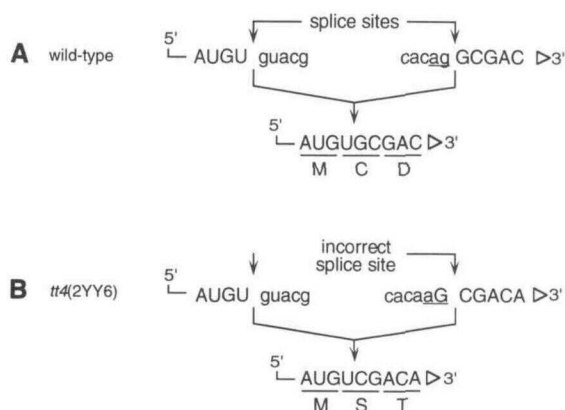 splice sites
A wild-type 5' AUGU guacg cacag GCGAC 3'
5' AUGUGCGAC 3'
M C D
incorrect
splice site
B tt4(2YY6) 5' AUGU guacg cacaaG CGACA 3'
5' AUGUCGACA 3'
M S T